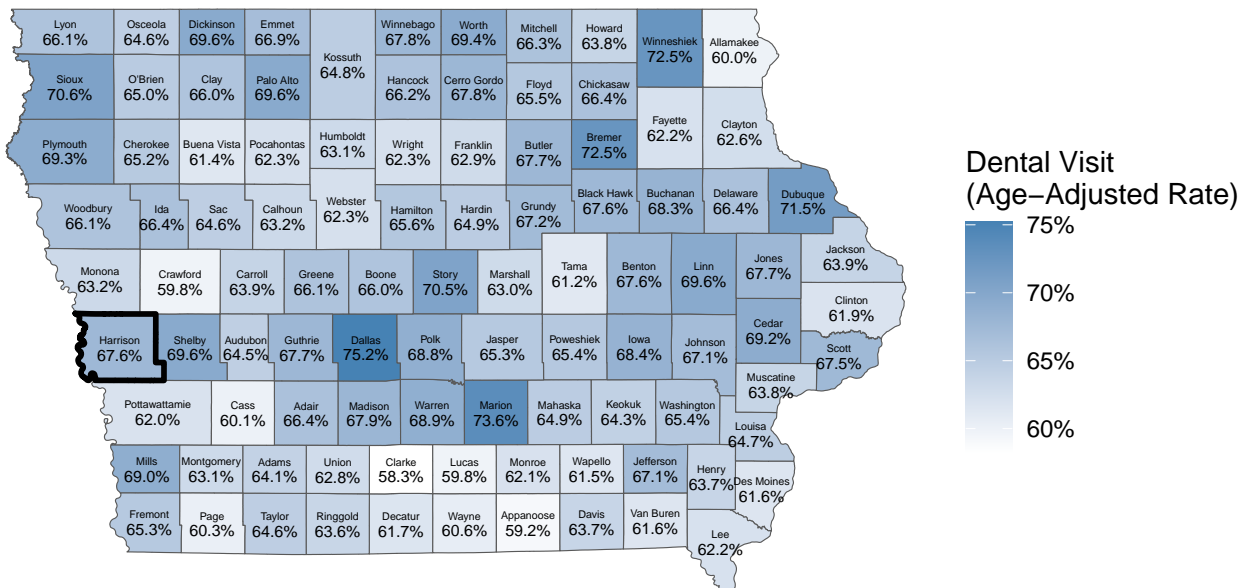 Lyon
66.1%
Osceola
64.6%
Dickinson
69.6%
Emmet
66.9%
Kossuth
64.8%
Winnebago
67.8%
Worth
69.4%
Mitchell
66.3%
Howard
63.8%
Winneshiek
72.5%
Allamakee
60.0%
Sioux
70.6%
O'Brien
65.0%
Clay
66.0%
Palo Alto
69.6%
Hancock
66.2%
Cerro Gordo
67.8%
Floyd
65.5%
Chickasaw
66.4%
Fayette
62.2%
Clayton
62.6%
Plymouth
69.3%
Cherokee
65.2%
Buena Vista
61.4%
Pocahontas
62.3%
Humboldt
63.1%
Wright
62.3%
Franklin
62.9%
Butler
67.7%
Bremer
72.5%
Woodbury
66.1%
Ida
66.4%
Sac
64.6%
Calhoun
63.2%
Webster
62.3%
Hamilton
65.6%
Hardin
64.9%
Grundy
67.2%
Black Hawk
67.6%
Buchanan
68.3%
Delaware
66.4%
Dubuque
71.5%
Monona
63.2%
Crawford
59.8%
Carroll
63.9%
Greene
66.1%
Boone
66.0%
Story
70.5%
Marshall
63.0%
Tama
61.2%
Benton
67.6%
Linn
69.6%
Jones
67.7%
Jackson
63.9%
Clinton
61.9%
Harrison
67.6%
Shelby
69.6%
Audubon
64.5%
Guthrie
67.7%
Dallas
75.2%
Polk
68.8%
Jasper
65.3%
Poweshiek
65.4%
Iowa
68.4%
Johnson
67.1%
Cedar
69.2%
Scott
67.5%
Muscatine
63.8%
Pottawattamie
62.0%
Cass
60.1%
Adair
66.4%
Madison
67.9%
Warren
68.9%
Marion
73.6%
Mahaska
64.9%
Keokuk
64.3%
Washington
65.4%
Louisa
64.7%
Mills
69.0%
Montgomery
63.1%
Adams
64.1%
Union
62.8%
Clarke
58.3%
Lucas
59.8%
Monroe
62.1%
Wapello
61.5%
Jefferson
67.1%
Henry
63.7%
Des Moines
61.6%
Fremont
65.3%
Page
60.3%
Taylor
64.6%
Ringgold
63.6%
Decatur
61.7%
Wayne
60.6%
Appanoose
59.2%
Davis
63.7%
Van Buren
61.6%
Lee
62.2%
Dental Visit
(Age−Adjusted Rate)
75%
70%
65%
60%